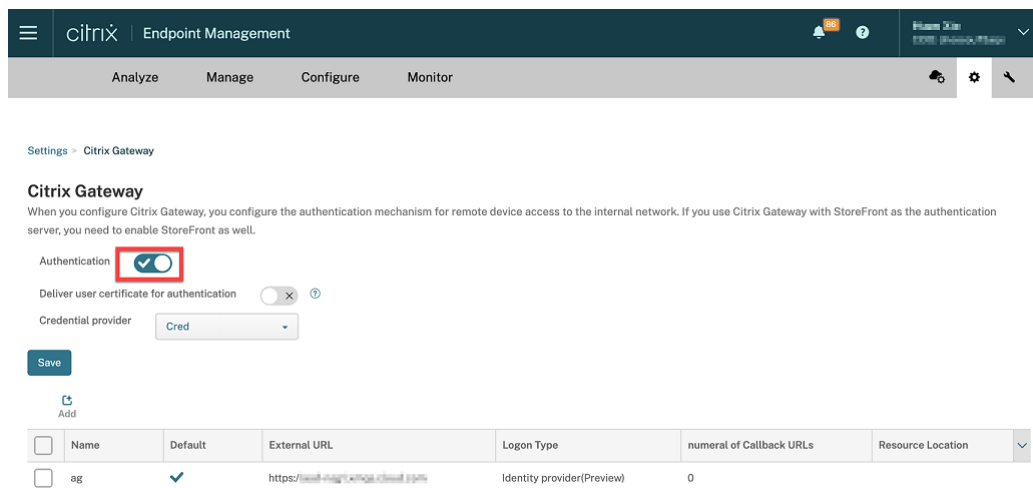 citrix Endpoint Management 86
Analyze Manage Configure Monitor
Settings > Citrix Gateway
Citrix Gateway
When you configure Citrix Gateway, you configure the authentication mechanism for remote device access to the internal network. If you use Citrix Gateway with StoreFront as the authentication
server, you need to enable StoreFront as well.
Authentication
Deliver user certificate for authentication
Credential provider Cred
Save
Add
Name Default External URL Logon Type numeral of Callback URLs Resource Location
ag https:/ Identity provider(Preview) 0